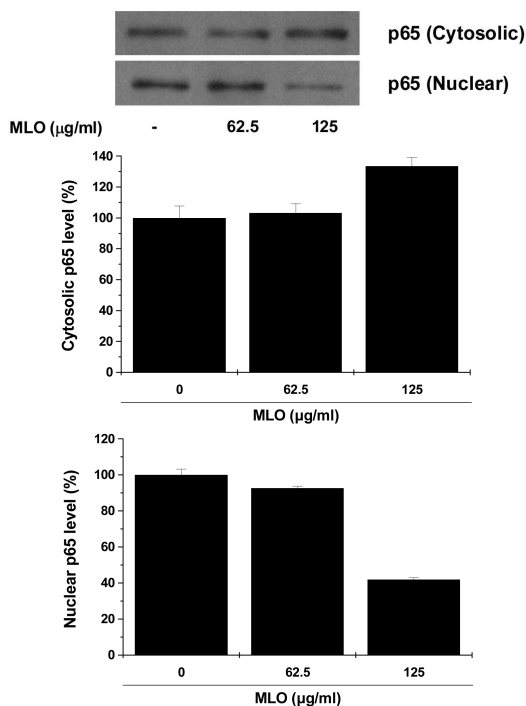 p65 (Cytosolic)
p65 (Nuclear)
MLO (μg/ml) - 62.5 125
140
120
100
80
60
40
20
0
Cytosolic p65 level (%)
0 62.5 125
MLO (μg/ml)
120
100
80
60
40
20
0
Nuclear p65 level (%)
0 62.5 125
MLO (μg/ml)